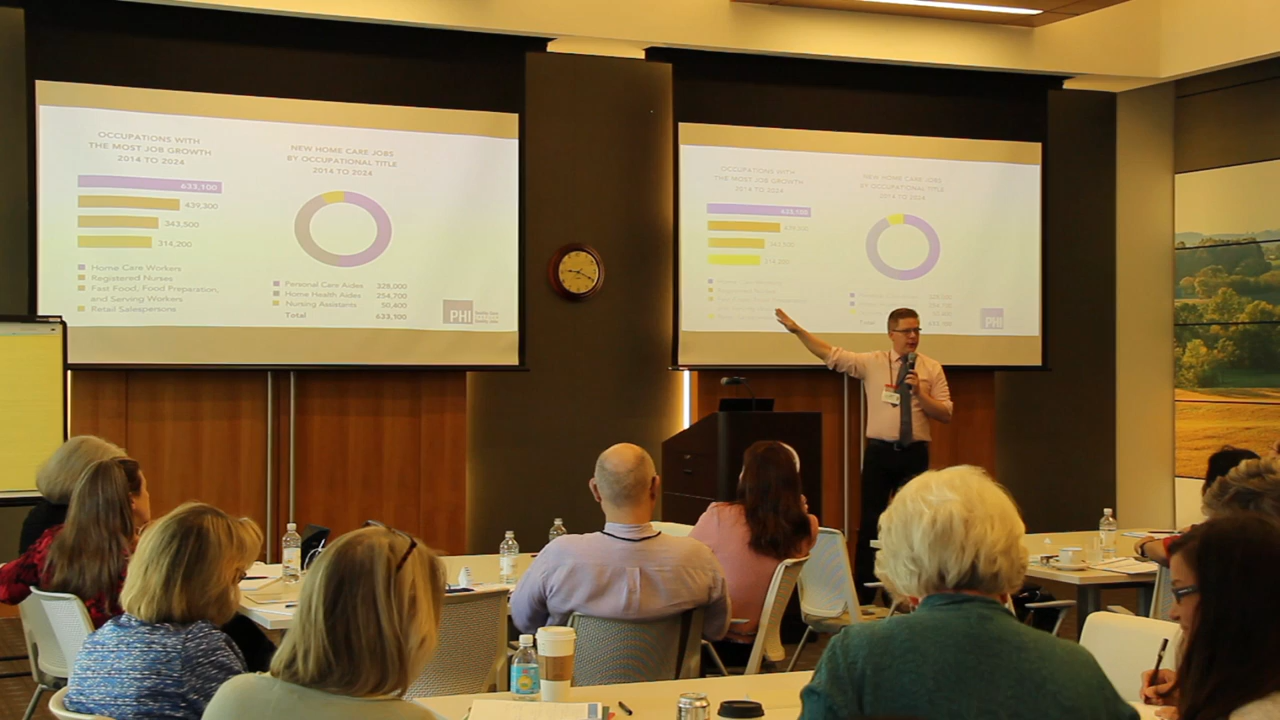 OCCUPATIONS WITH
THE MOST JOB GROWTH
2014 TO 2024
633,100
439,300
343,500
314,200
Home Care Workers
Registered Nurses
Fast Food, Food Preparation,
and Serving Workers
Retail Salespersons
NEW HOME CARE JOBS
BY OCCUPATIONAL TITLE
2014 TO 2024
Personal Care Aides 328,000
Home Health Aides 254,700
Nursing Assistants 50,400
Total 633,100
PHI
OCCUPATIONS WITH
THE MOST JOB GROWTH
2014 TO 2024
633,100
NEW HOME CARE JOBS
BY OCCUPATIONAL TITLE
2014 TO 2024
PHI